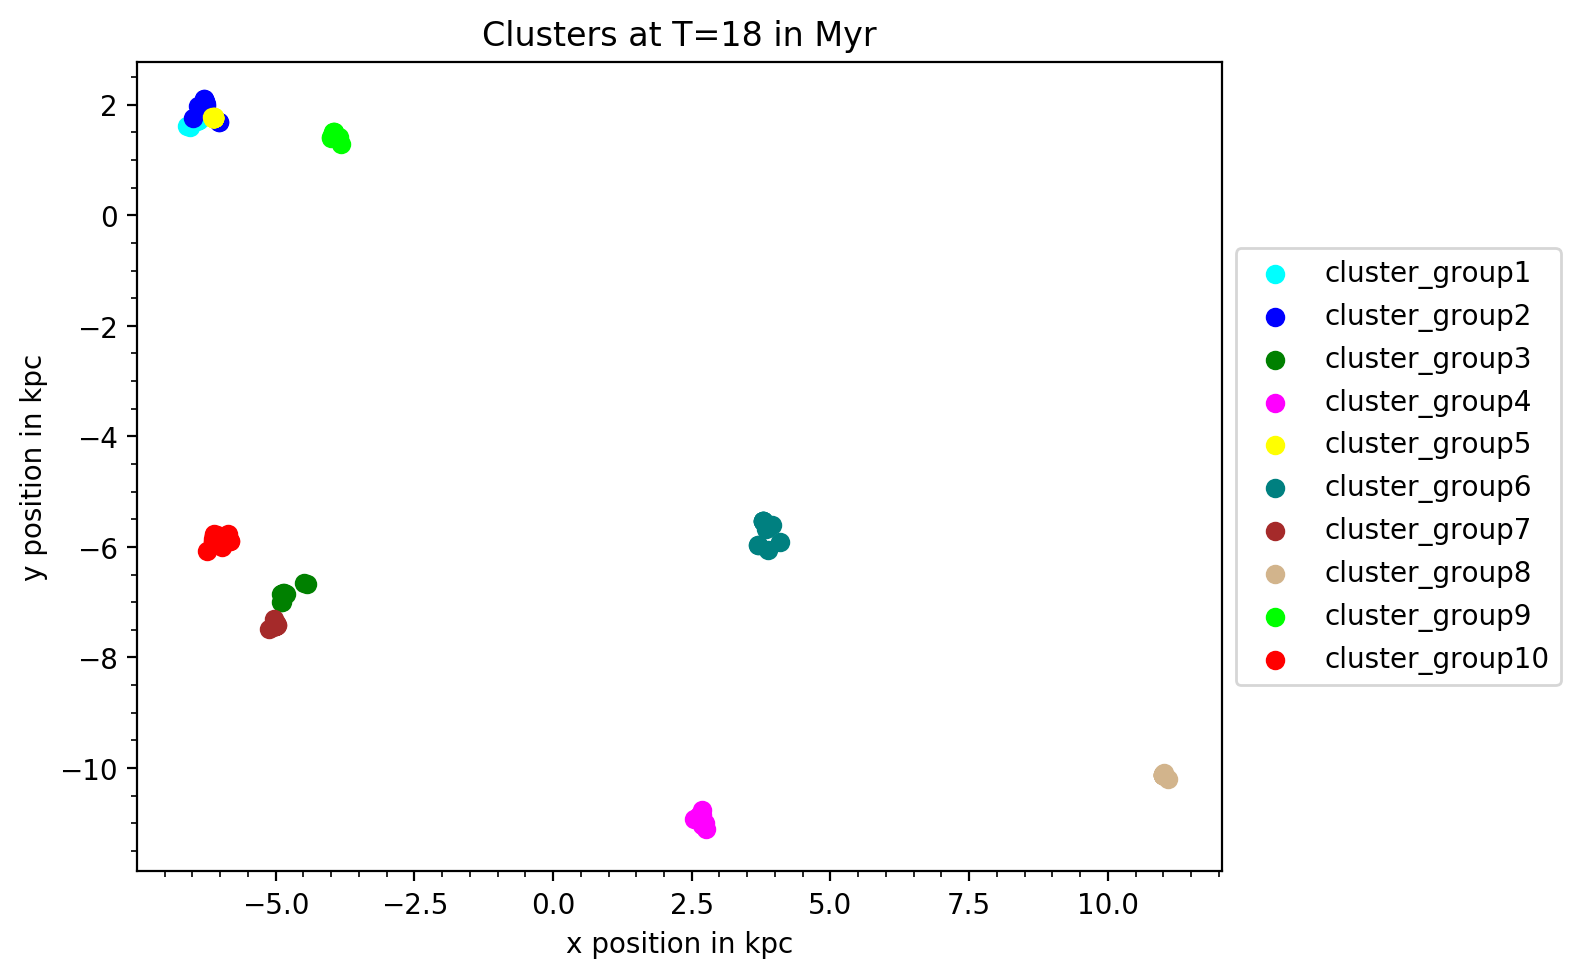 Clusters at T=18 in Myr
y position in kpc
2
0
−2
−4
−6
−8
−10
−5.0
−2.5
0.0
2.5
5.0
7.5
10.0
x position in kpc
cluster_group1
cluster_group2
cluster_group3
cluster_group4
cluster_group5
cluster_group6
cluster_group7
cluster_group8
cluster_group9
cluster_group10